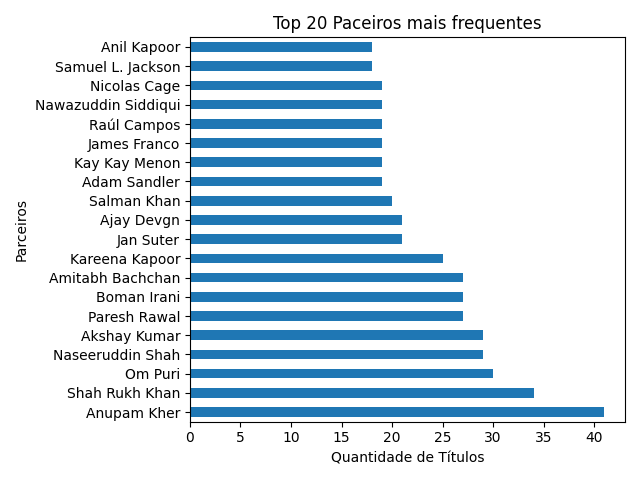 Top 20 Paceiros mais frequentes
Anil Kapoor
Samuel L. Jackson
Nicolas Cage
Nawazuddin Siddiqui
Raúl Campos
James Franco
Kay Kay Menon
Adam Sandler
Salman Khan
Ajay Devgn
Jan Suter
Kareena Kapoor
Amitabh Bachchan
Boman Irani
Paresh Rawal
Akshay Kumar
Naseeruddin Shah
Om Puri
Shah Rukh Khan
Anupam Kher
Parceiros
0 5 10 15 20 25 30 35 40
Quantidade de Títulos